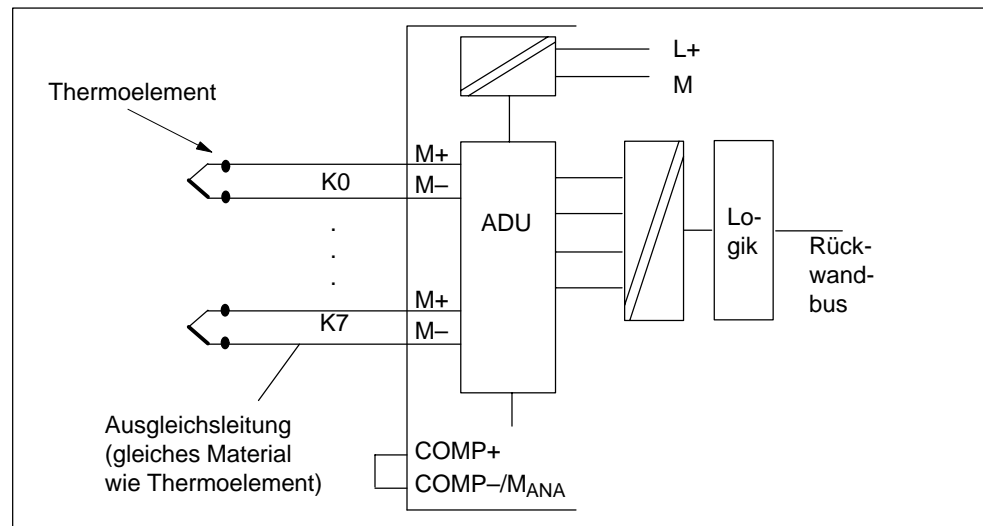 L+
M
Thermoelement
M+
K0
M–
ADU
Lo-
gik
Rück-
wand-
bus
.
.
.
M+
K7
M–
Ausgleichsleitung
(gleiches Material
wie Thermoelement)
COMP+
COMP–/MANA